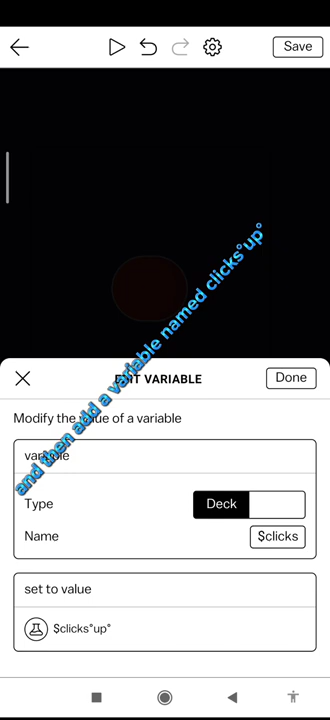 Save
and then add a variable named clicks°up°
EDIT VARIABLE
Done
Modify the value of a variable
variable
Type
Deck
Name
$clicks
set to value
$clicks°up°